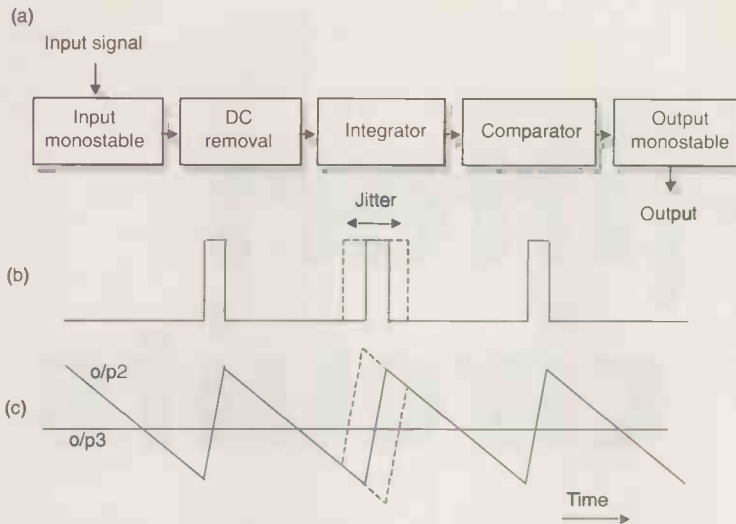 (a)
Input signal
Input
monostable
DC
removal
Integrator
Comparator
Output
monostable
Output
Jitter
(b)
o/p2
(c)
o/p3
Time